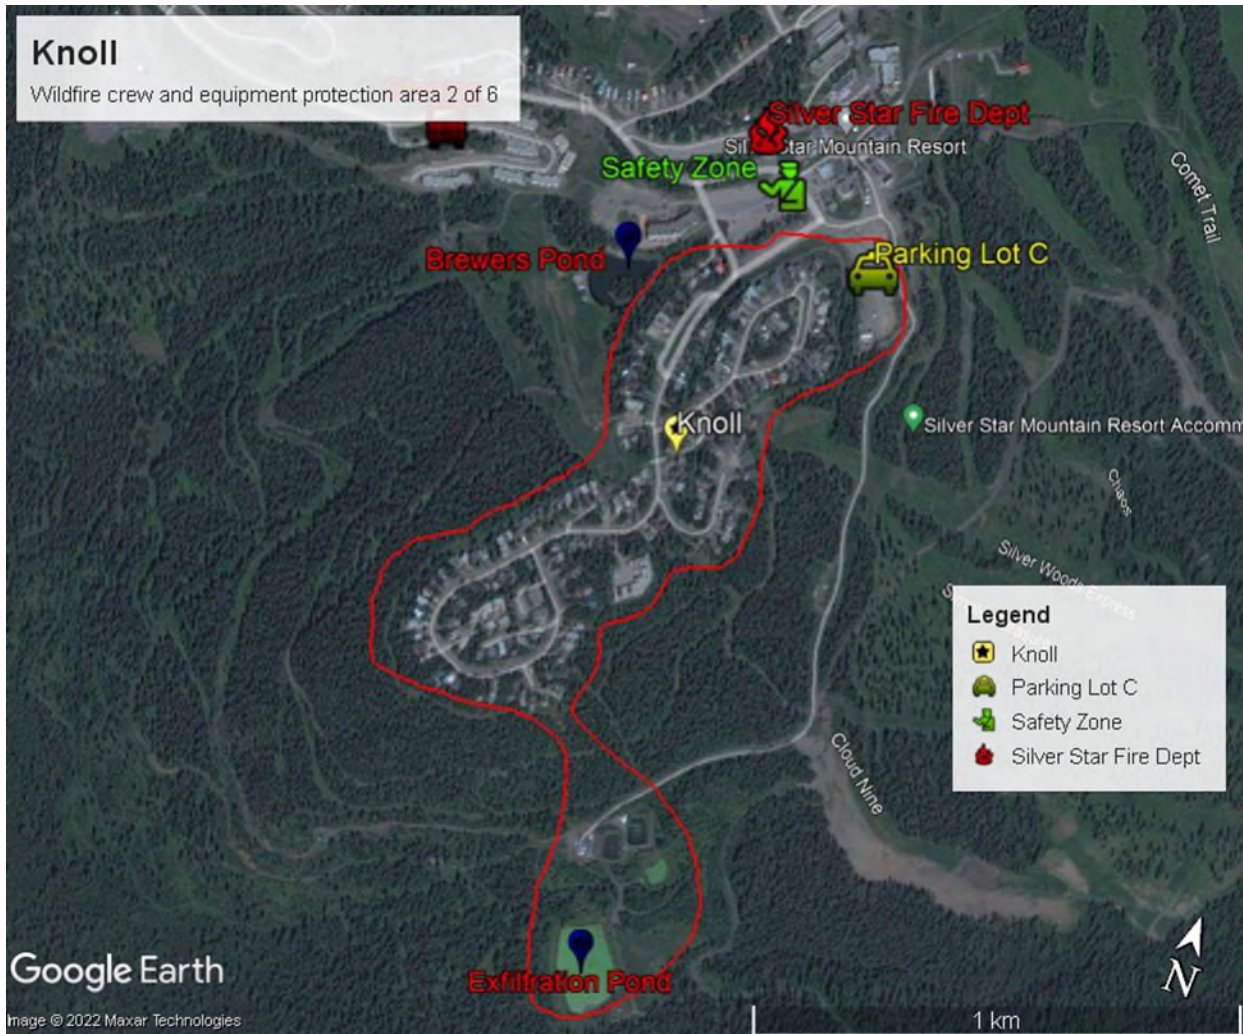 Knoll
Wildfire crew and equipment protection area 2 of 6
Silver Star Fire Dept
Star Mountain Resort
Safety Zone
Comet Trail
Brewers Pond
Parking Lot C
Knoll
Silver Star Mountain Resort Accomm
Chaos
Silver Woods Express
Legend
Knoll
Parking Lot C
Safety Zone
Silver Star Fire Dept
Cloud Nine
Exfiltration Pond
Google Earth
N
Image © 2022 Maxar Technologies
1 km